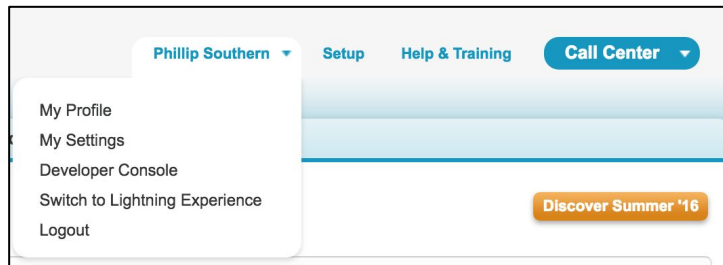 Phillip Southern Setup Help & Training Call Center
My Profile
My Settings
Developer Console
Switch to Lightning Experience
Discover Summer '16
Logout